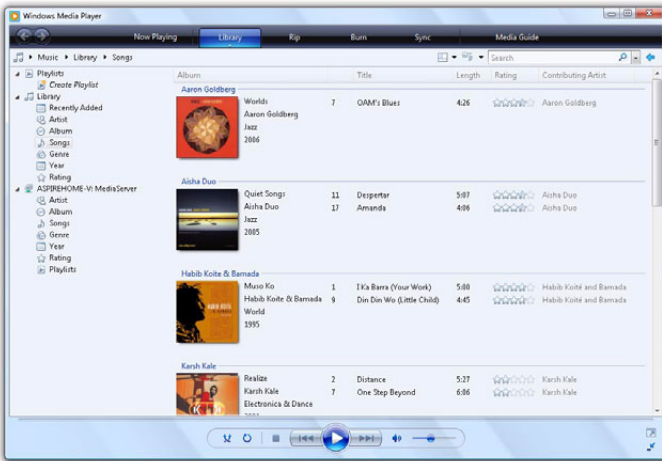 Windows Media Player
Now Playing Library Rip Burn Sync Media Guide
Music Library Songs
Search
Playlists
Create Playlist
Library
Recently Added
Artist
Album
Songs
Genre
Year
Rating
ASPIREHOME-V: MediaServer
Artist
Album
Songs
Genre
Year
Rating
Playlists
Album Title Length Rating Contributing Artist
Aaron Goldberg
Worlds 7 OAM's Blues 4:26 Aaron Goldberg
Aaron Goldberg
Jazz
2006
Aisha Duo
Quiet Songs 11 Despertar 5:07 Aisha Duo
Aisha Duo 17 Amanda 4:06 Aisha Duo
Jazz
2005
Habib Koite & Bamada
Muso Ko 1 I Ka Barra (Your Work) 5:00 Habib Koité and Bamada
Habib Koite & Bamada 9 Din Din Wo (Little Child) 4:45 Habib Koité and Bamada
World
1995
Karsh Kale
Realize 2 Distance 5:27 Karsh Kale
Karsh Kale 7 One Step Beyond 6:06 Karsh Kale
Electronica & Dance